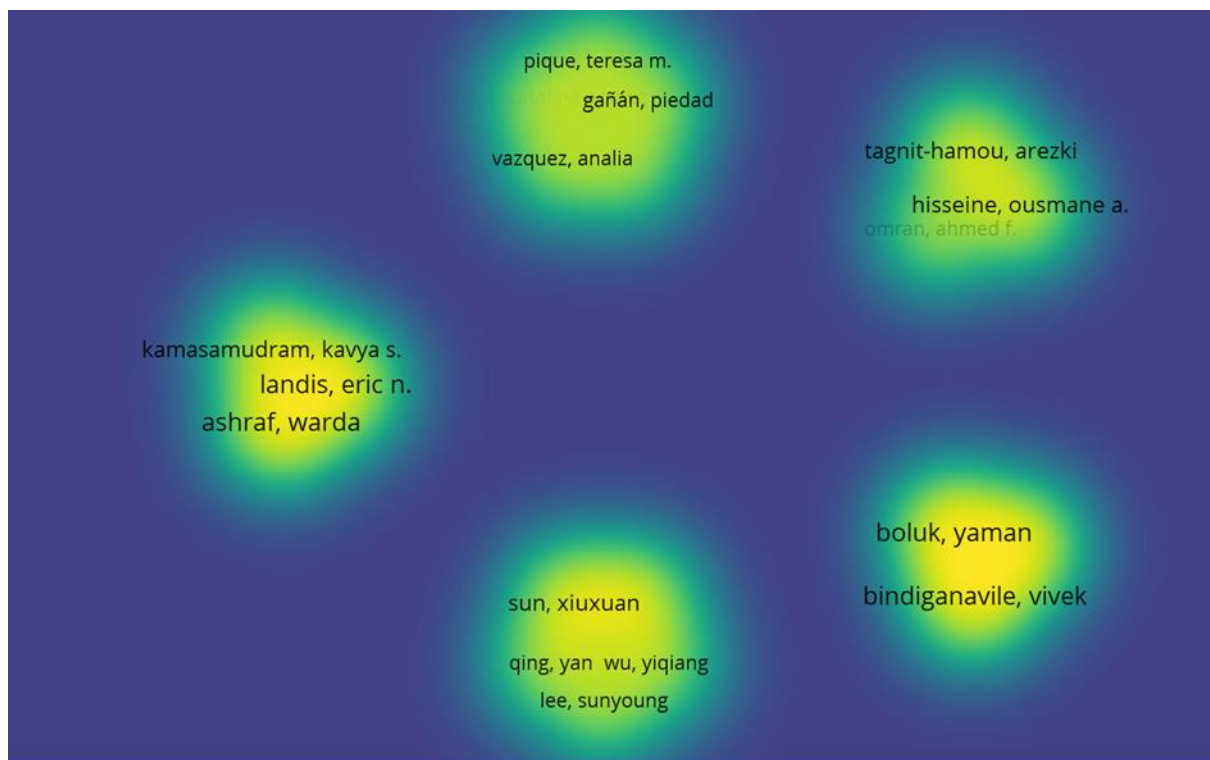 pique, teresa m.
gañán, piedad
vazquez, analia
tagnit-hamou, arezki
hisseine, ousmane a.
omran, ahmed f.
kamasamudram, kavya s.
landis, eric n.
ashraf, warda
boluk, yaman
bindiganavile, vivek
sun, xiuxuan
qing, yan wu, yiqiang
lee, sunyoung